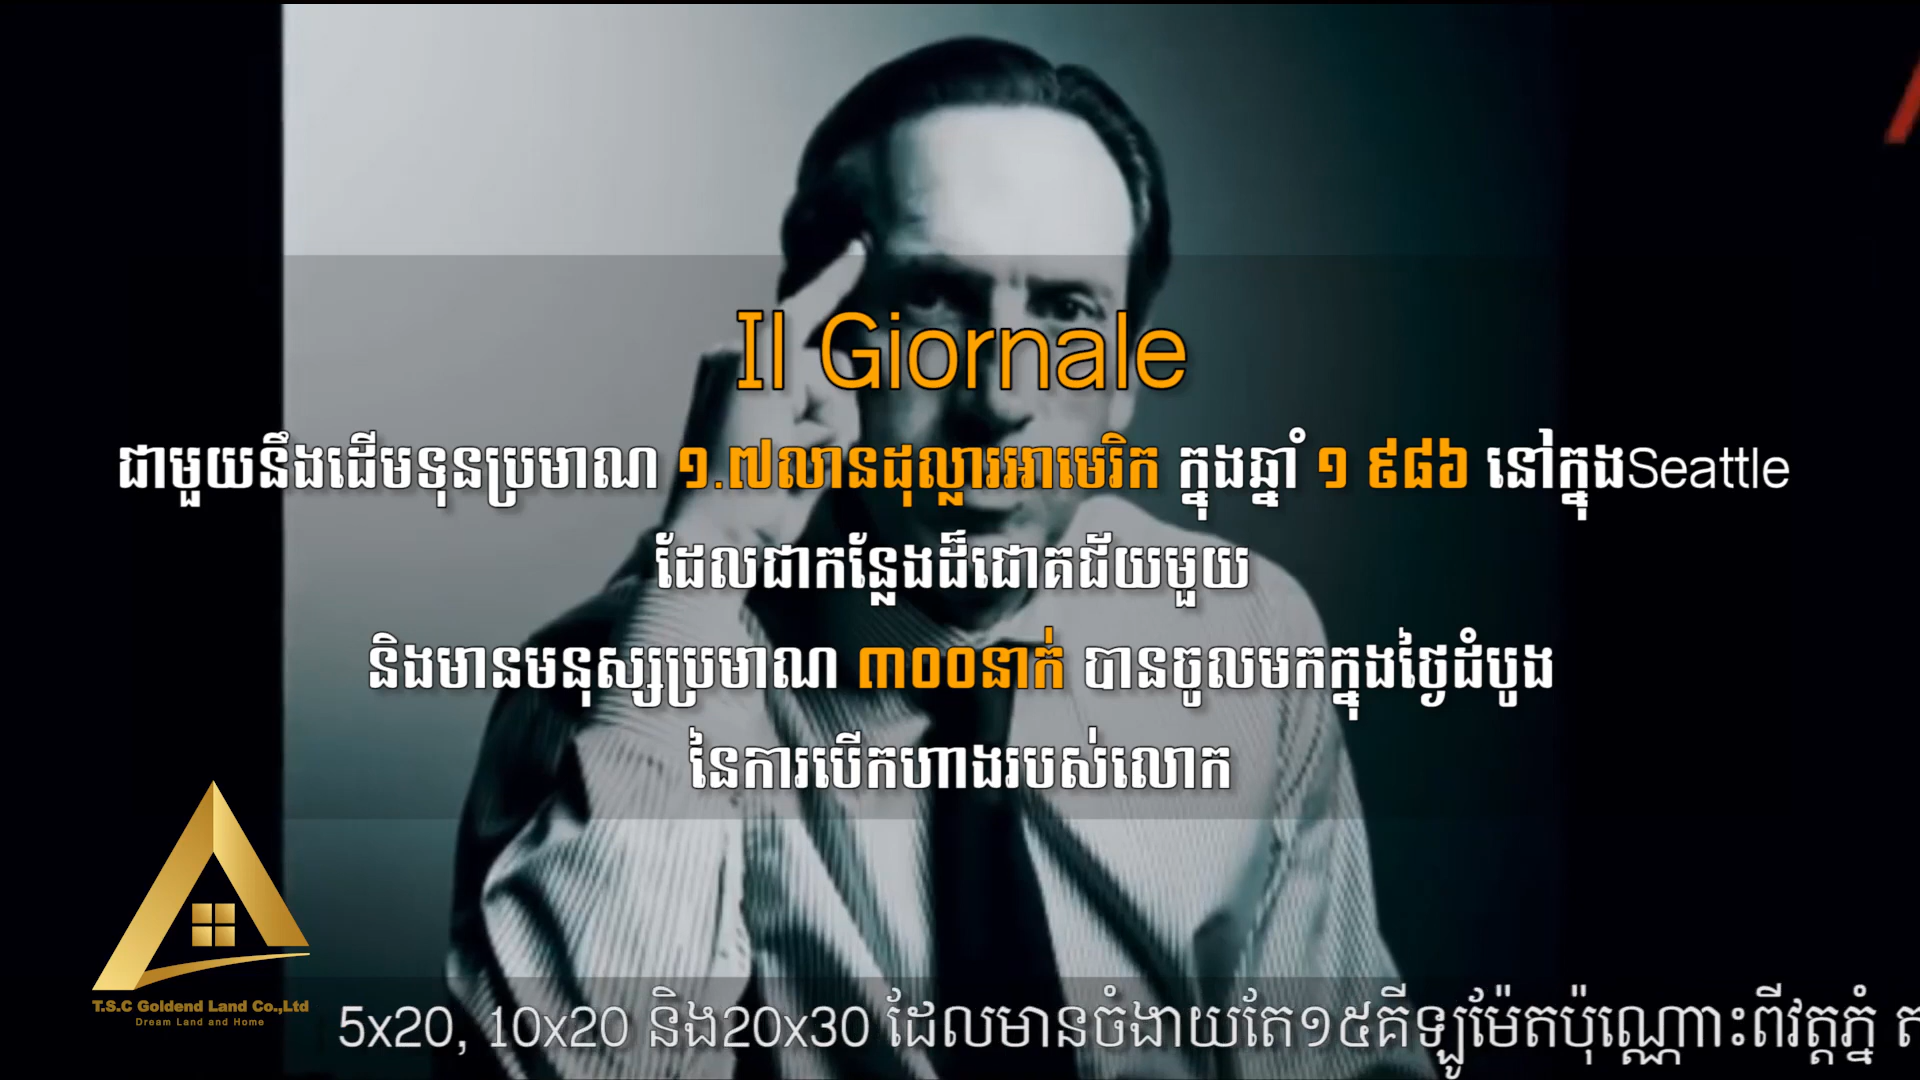 Il Giornale
ជាមួយនឹងដើមទុនប្រមាណ ១.៧លានដុល្លារអាមេរិក ក្នុងឆ្នាំ ១ ៩៨៦ នៅក្នុងSeattle
ដែលជាកន្លែងដ៏ជោគជ័យមួយ
និងមានមនុស្សប្រមាណ ៣០០នាក់ បានចូលមកក្នុងថ្ងៃដំបូង
នៃការបើកហាងរបស់លោក
T.S.C Goldend Land Co.,Ltd
Dream Land and Home
5x20, 10x20 និង20x30 ដែលមានចំងាយតែ១៥គីឡូម៉ែតប៉ុណ្ណោះពីវត្តភ្នំ